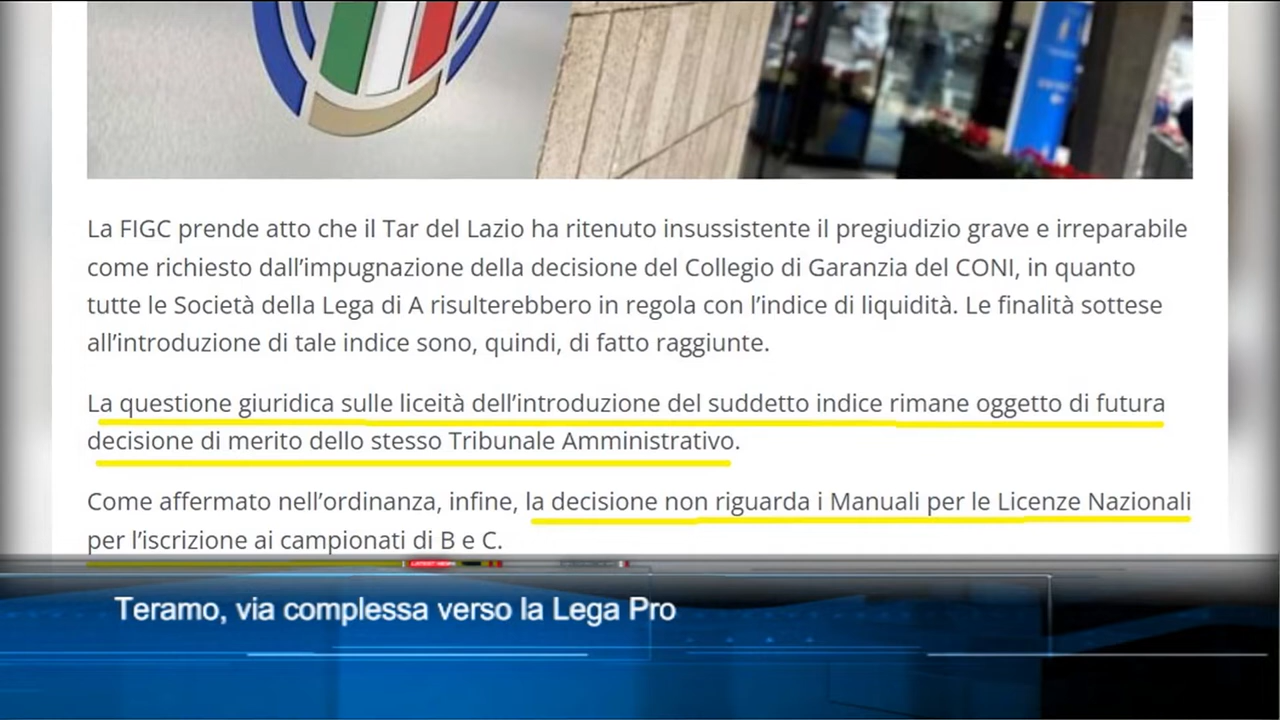 La FIGC prende atto che il Tar del Lazio ha ritenuto insussistente il pregiudizio grave e irreparabile
come richiesto dall’impugnazione della decisione del Collegio di Garanzia del CONI, in quanto
tutte le Società della Lega di A risulterebbero in regola con l’indice di liquidità. Le finalità sottese
all’introduzione di tale indice sono, quindi, di fatto raggiunte.
La questione giuridica sulle liceità dell’introduzione del suddetto indice rimane oggetto di futura
decisione di merito dello stesso Tribunale Amministrativo.
Come affermato nell’ordinanza, infine, la decisione non riguarda i Manuali per le Licenze Nazionali
per l’iscrizione ai campionati di B e C.
Teramo, via complessa verso la Lega Pro